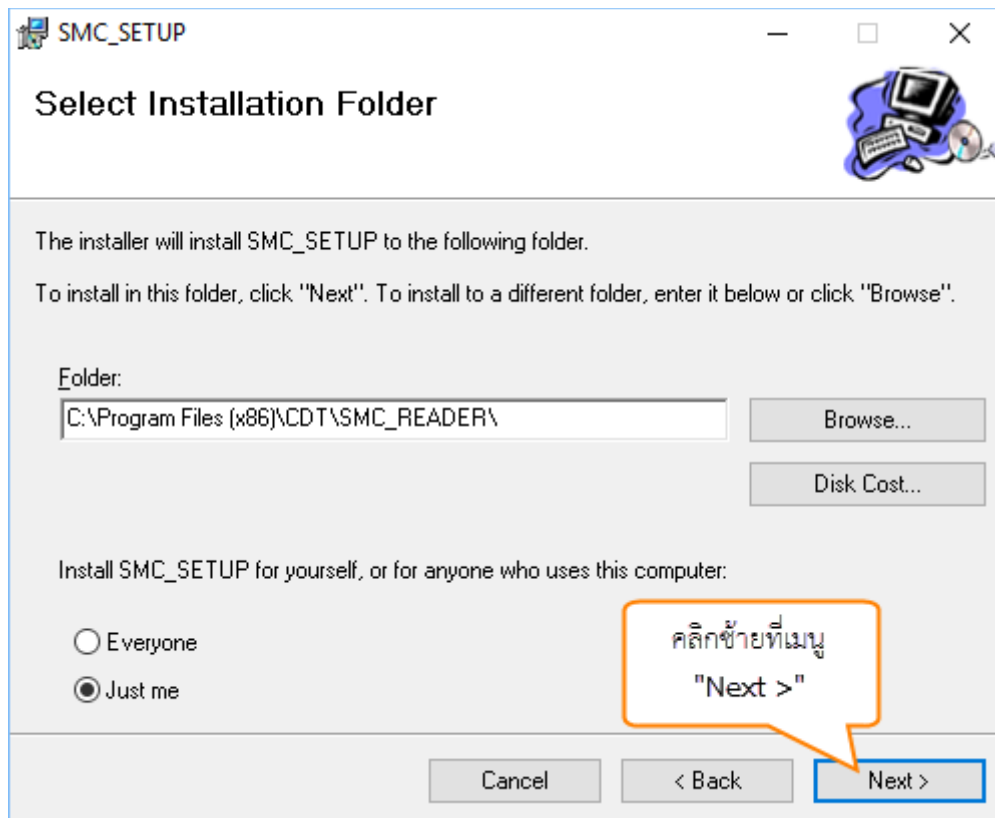 SMC_SETUP
Select Installation Folder
The installer will install SMC_SETUP to the following folder.
To install in this folder, click "Next". To install to a different folder, enter it below or click "Browse".
Folder:
C:\Program Files (x86)\CDT\SMC_READER\
Browse...
Disk Cost...
Install SMC_SETUP for yourself, or for anyone who uses this computer:
Everyone
Just me
คลิกซ้ายที่เมนู
"Next >"
Cancel
< Back
Next >